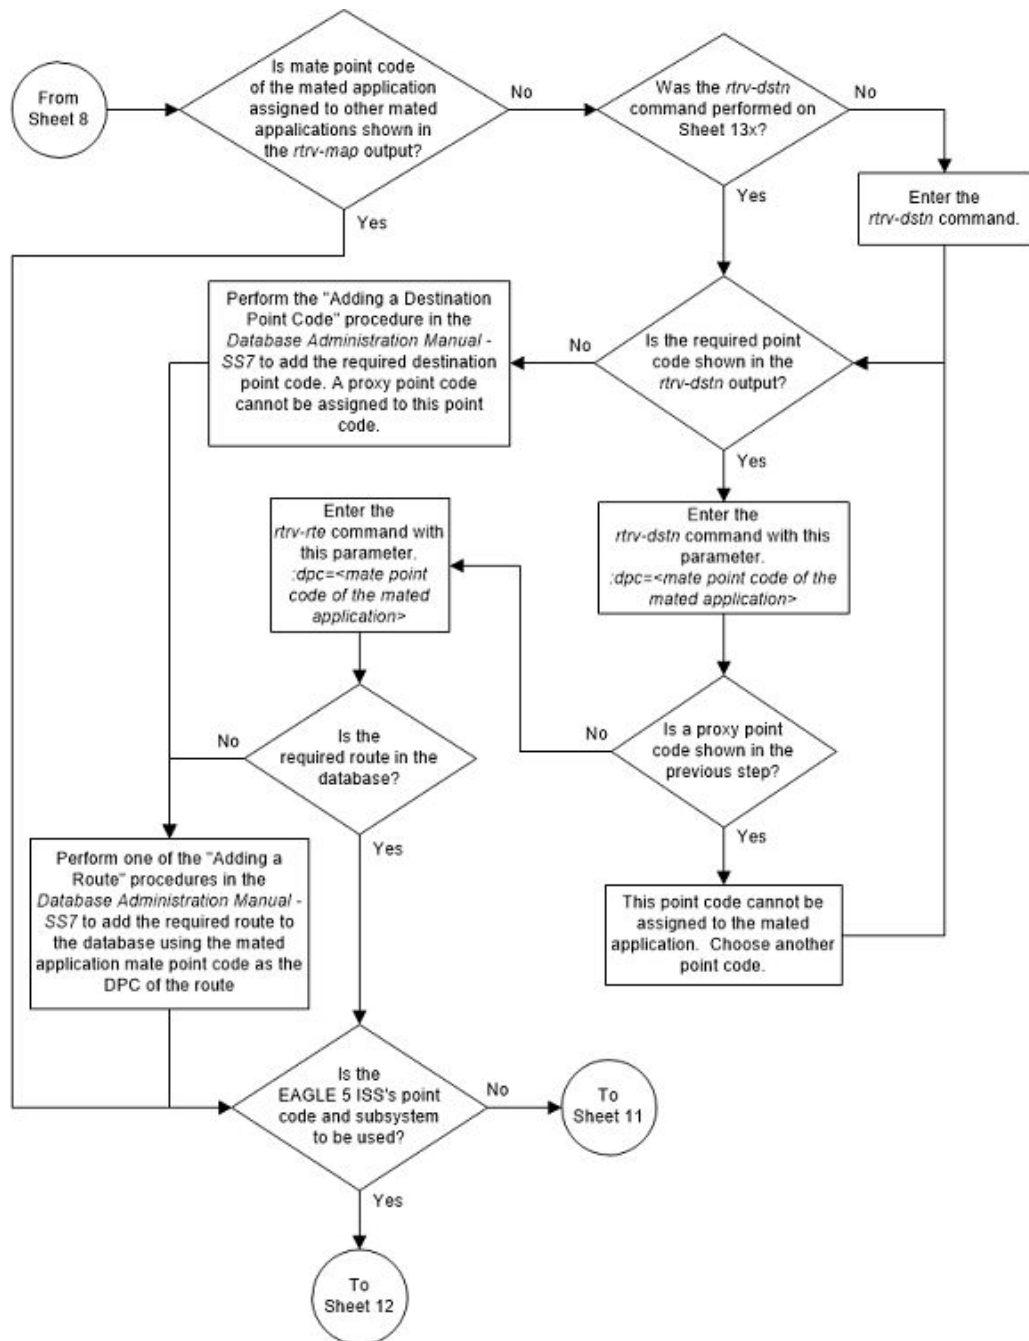 From
Sheet 8
Is mate point code
of the mated application
assigned to other mated
appalications shown in
the rtrv-map output?
No
Yes
Was the rtrv-dstn
command performed on
Sheet 13x?
No
Yes
Enter the
rtrv-dstn command.
Perform the "Adding a Destination
Point Code" procedure in the
Database Administration Manual -
SS7 to add the required destination
point code. A proxy point code
cannot be assigned to this point
code.
No
Is the required point
code shown in the
rtrv-dstn output?
Yes
Enter the
rtrv-rte command with
this parameter.
:dpc=<mate point
code of the mated
application>
Enter the
rtrv-dstn command with this
parameter.
:dpc=<mate point code of the
mated application>
No
Is the
required route in the
database?
Yes
No
Is a proxy point
code shown in the
previous step?
Yes
Perform one of the "Adding a
Route" procedures in the
Database Administration Manual -
SS7 to add the required route to
the database using the mated
application mate point code as the
DPC of the route
This point code cannot be
assigned to the mated
application. Choose another
point code.
Is the
EAGLE 5 ISS's point
code and subsystem
to be used?
No
To
Sheet 11
Yes
To
Sheet 12